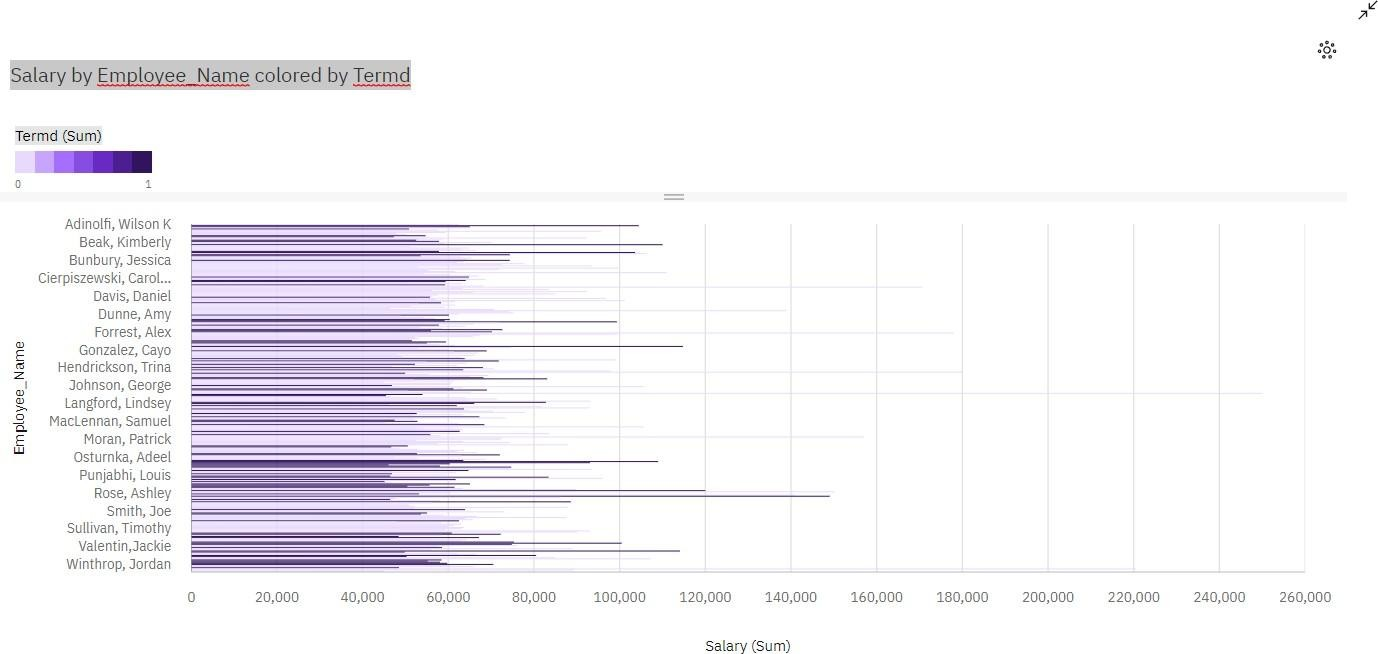 Salary by Employee_Name colored by Termd
Termd (Sum)
0 1
Employee_Name
Adinolfi, Wilson K
Beak, Kimberly
Bunbury, Jessica
Cierpiszewski, Carol...
Davis, Daniel
Dunne, Amy
Forrest, Alex
Gonzalez, Cayo
Hendrickson, Trina
Johnson, George
Langford, Lindsey
MacLennan, Samuel
Moran, Patrick
Osturnka, Adeel
Punjabhi, Louis
Rose, Ashley
Smith, Joe
Sullivan, Timothy
Valentin,Jackie
Winthrop, Jordan
0 20,000 40,000 60,000 80,000 100,000 120,000 140,000 160,000 180,000 200,000 220,000 240,000 260,000
Salary (Sum)